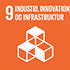 9 INDUSTRI, INNOVATION
OG INFRASTRUKTUR